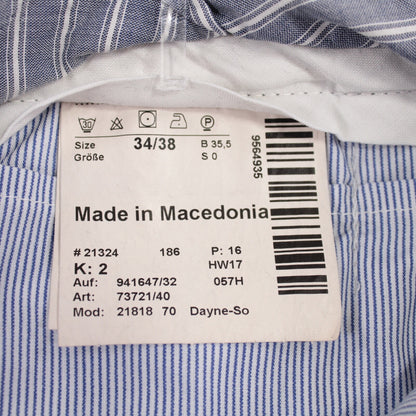 30 P
Size 34/38 B 35,5
Größe S 0
9564935
Made in Macedonia
# 21324 186 P: 16
K: 2 HW17
Auf: 941647/32 057H
Art: 73721/40
Mod: 21818 70 Dayne-So